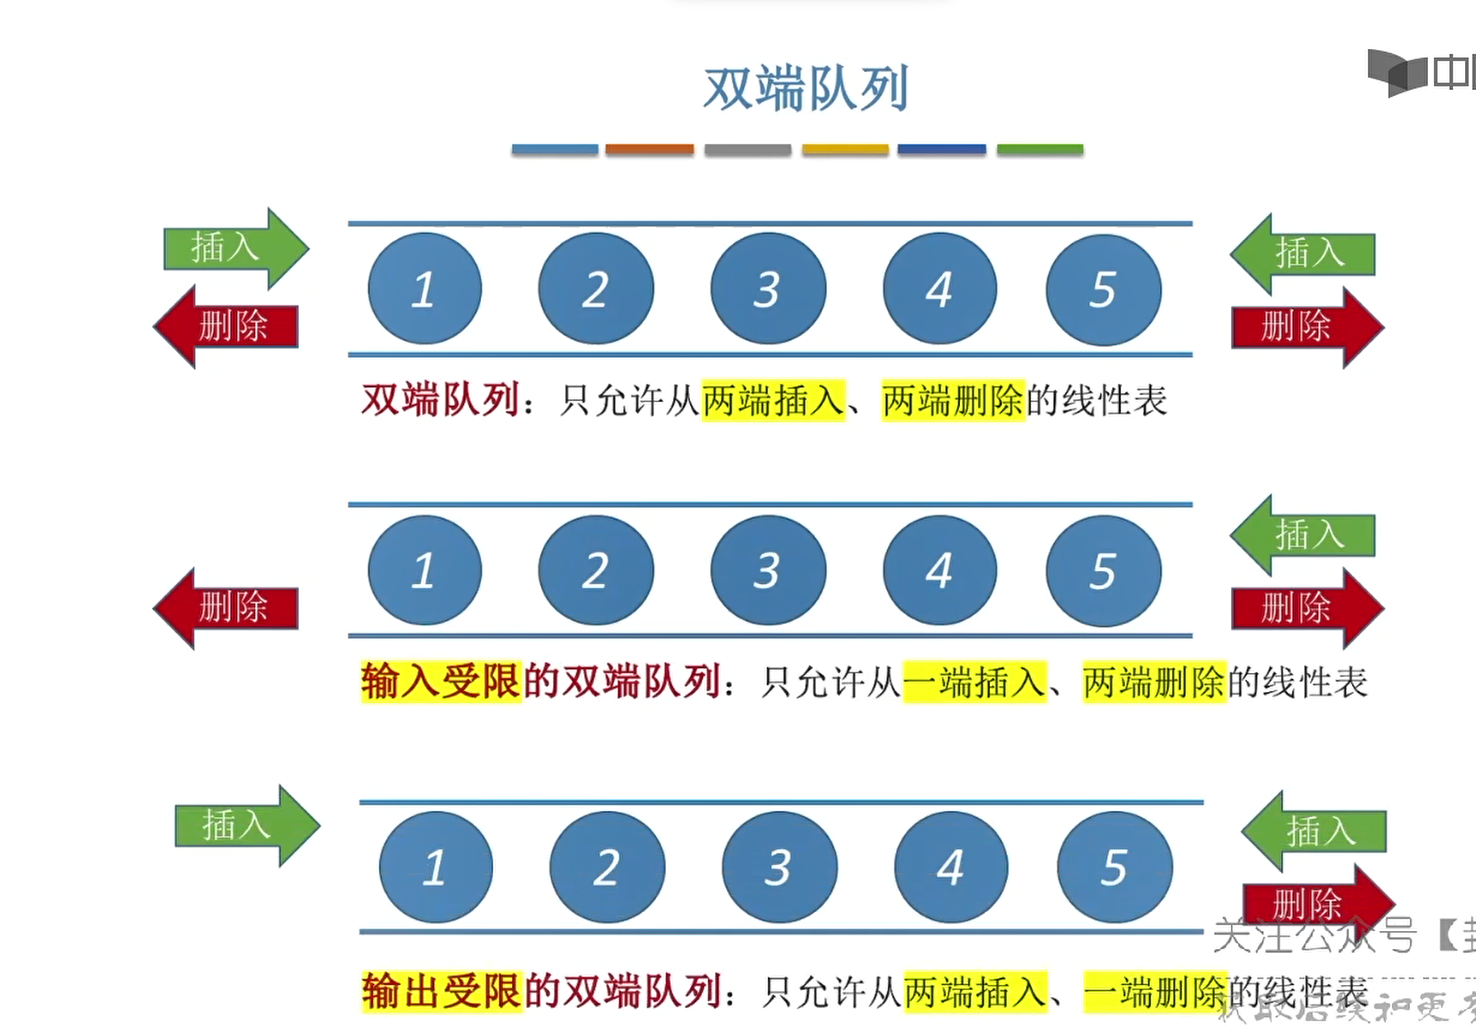 双端队列
中
插入
1 2 3 4 5
插入
删除
删除
双端队列：只允许从两端插入、两端删除的线性表
1 2 3 4 5
插入
删除
删除
输入受限的双端队列：只允许从一端插入、两端删除的线性表
插入
1 2 3 4 5
插入
删除
关注公众号【
输出受限的双端队列：只允许从两端插入、一端删除的线性表
获取后续和更